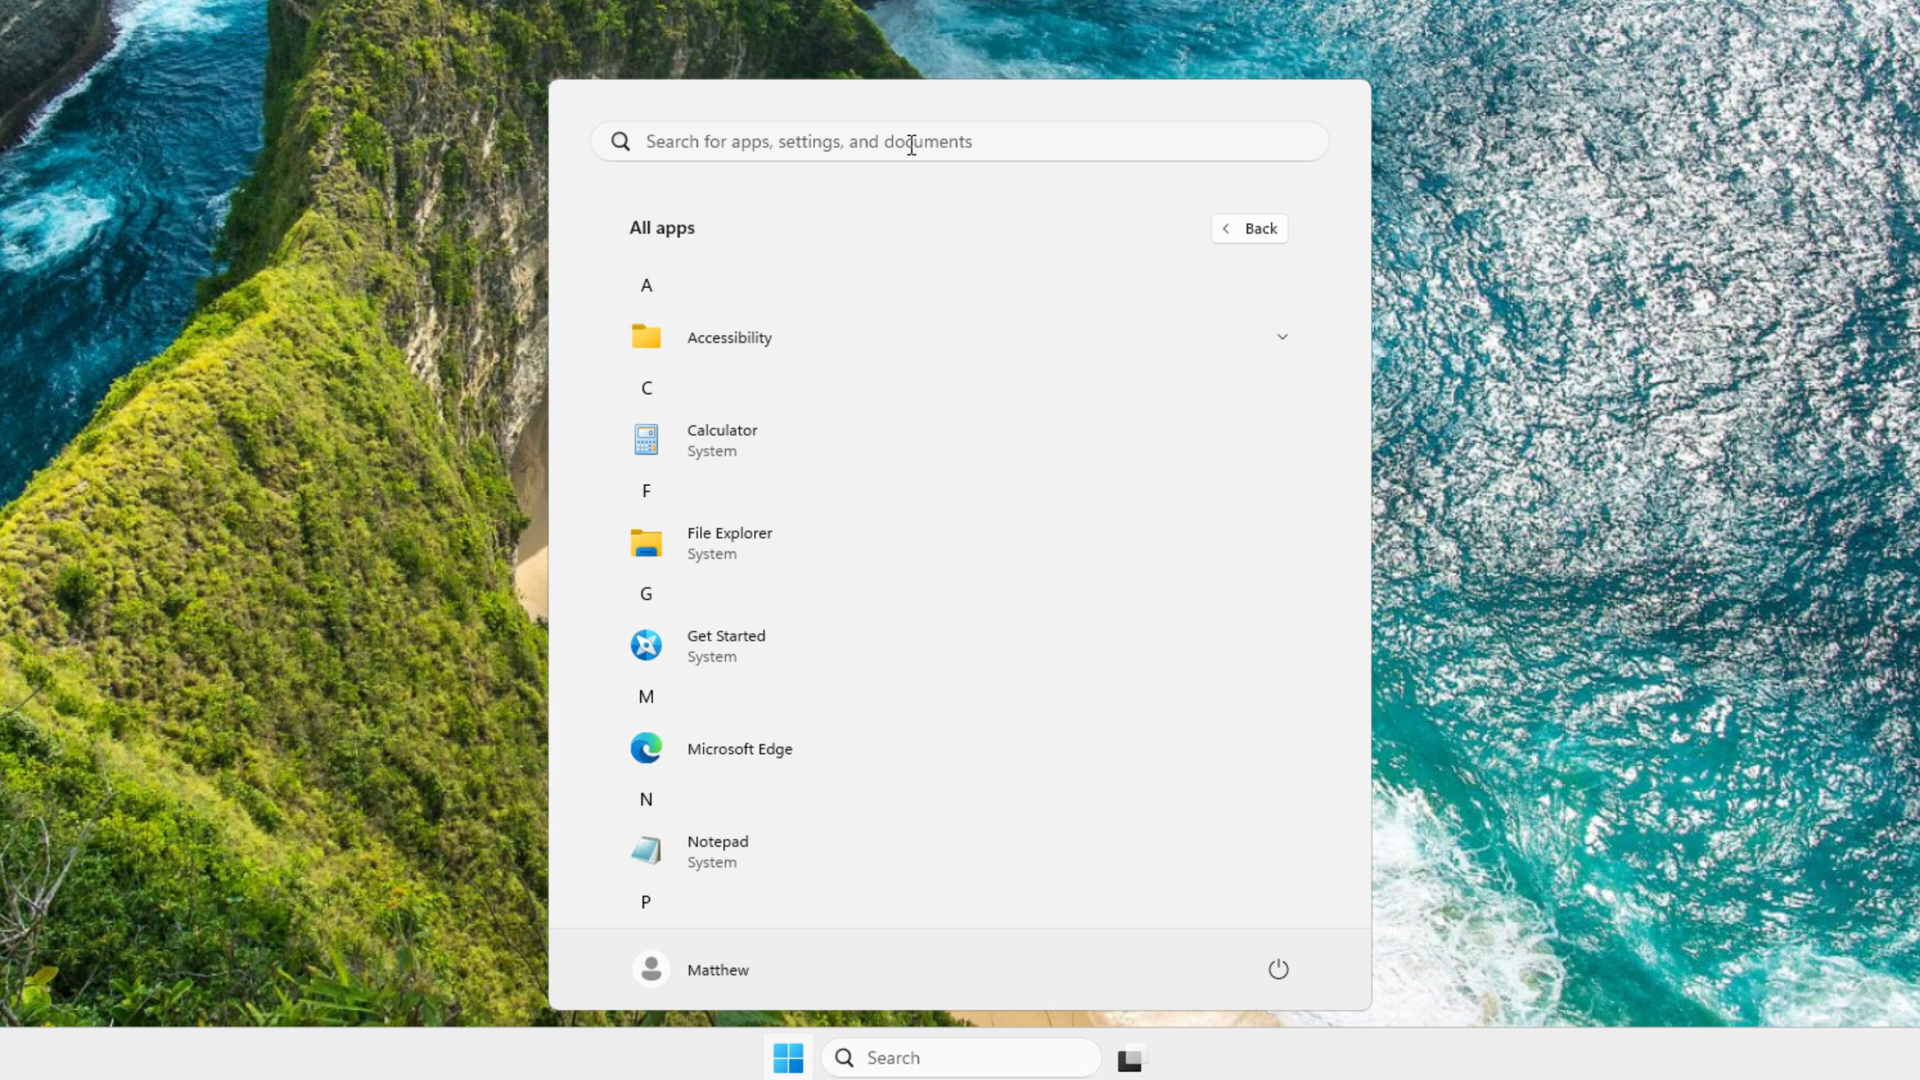 Search for apps, settings, and documents
All apps
Back
A
Accessibility
C
Calculator
System
F
File Explorer
System
G
Get Started
System
M
Microsoft Edge
N
Notepad
System
P
Matthew
Search